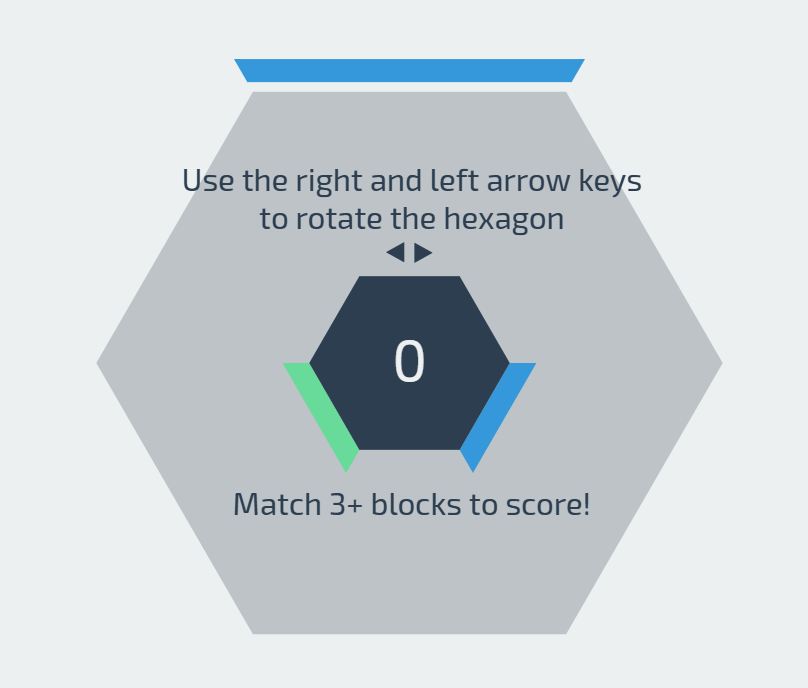 Use the right and left arrow keys
to rotate the hexagon
0
Match 3+ blocks to score!